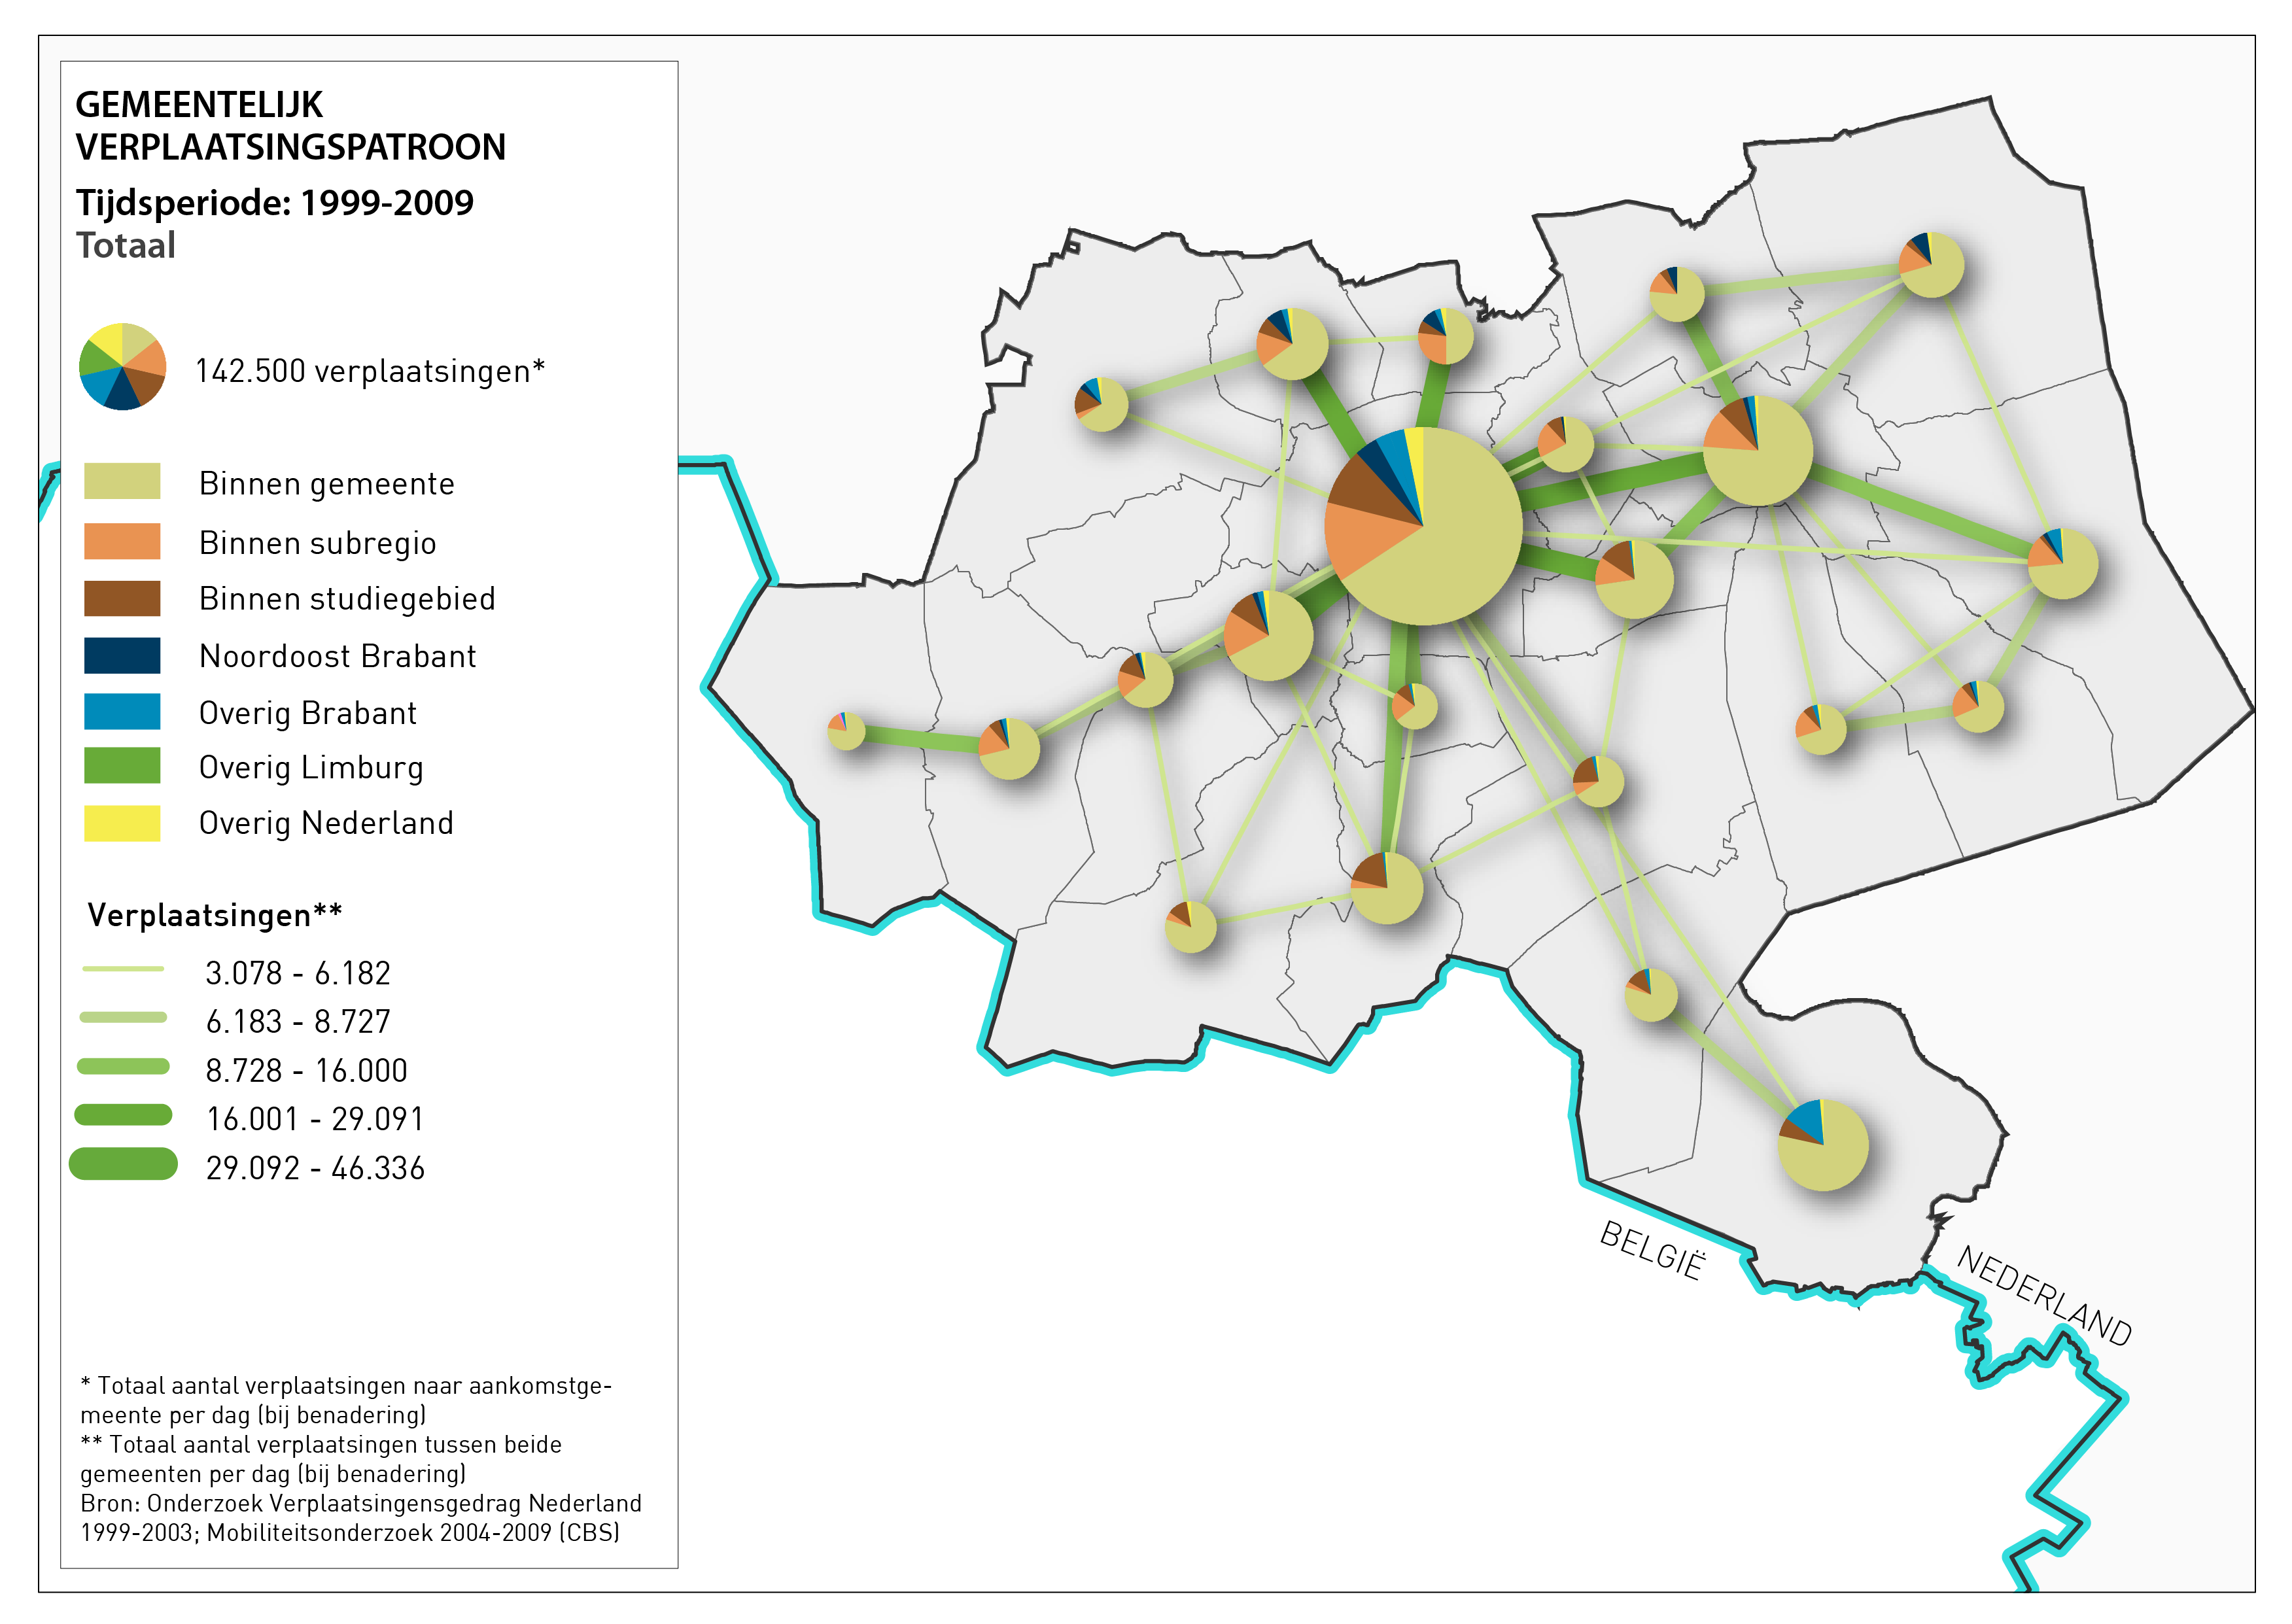 GEMEENTELIJK
VERPLAATSINGSPATROON
Tijdsperiode: 1999-2009
Totaal
142.500 verplaatsingen*
Binnen gemeente
Binnen subregio
Binnen studiegebied
Noordoost Brabant
Overig Brabant
Overig Limburg
Overig Nederland
Verplaatsingen**
3.078 - 6.182
6.183 - 8.727
8.728 - 16.000
16.001 - 29.091
29.092 - 46.336
* Totaal aantal verplaatsingen naar aankomstge-
meente per dag (bij benadering)
** Totaal aantal verplaatsingen tussen beide
gemeenten per dag (bij benadering)
Bron: Onderzoek Verplaatsingensgedrag Nederland
1999-2003; Mobiliteitsonderzoek 2004-2009 (CBS)
BELGIË
NEDERLAND